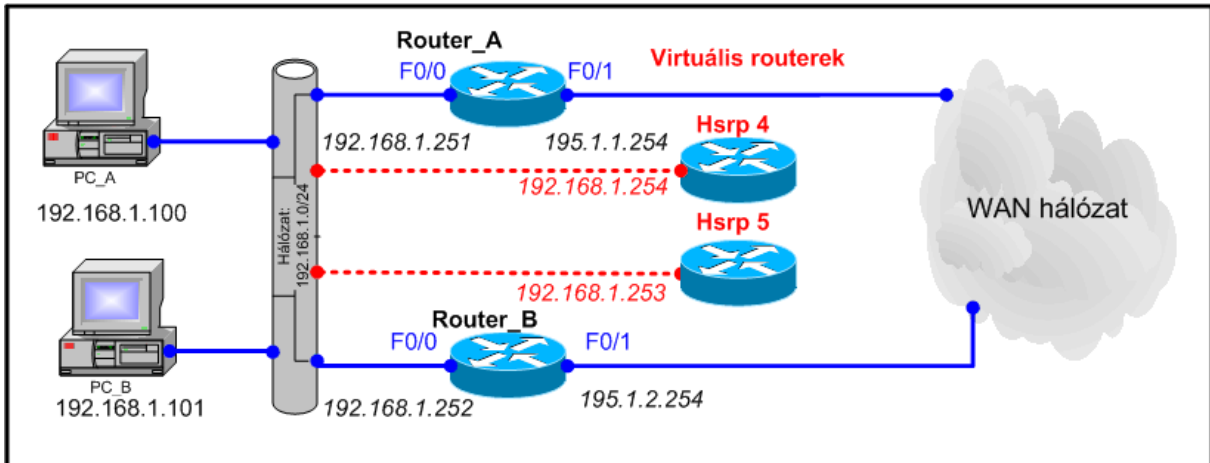 Router_A
F0/0
F0/1
Virtuális routerek
192.168.1.251
195.1.1.254
Hsrp 4
PC_A
192.168.1.100
192.168.1.254
Hálózat:
192.168.1.0/24
WAN hálózat
Hsrp 5
192.168.1.253
Router_B
F0/0
F0/1
PC_B
192.168.1.101
192.168.1.252
195.1.2.254